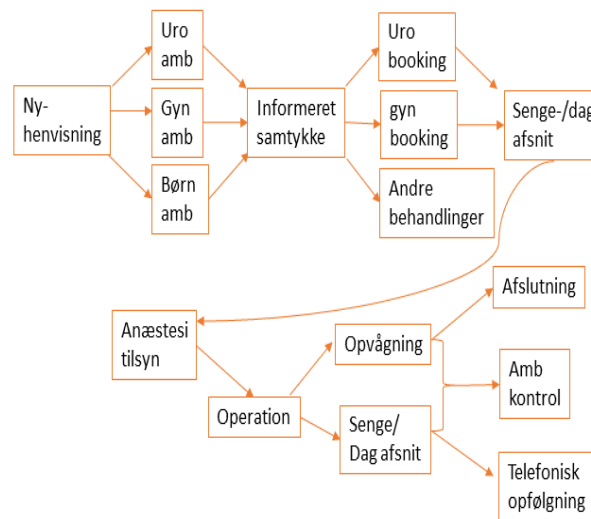 Ny-
henvisning
Uro
amb
Gyn
amb
Børn
amb
Informeret
samtykke
Uro
booking
gyn
booking
Andre
behandlinger
Senge-/dag
afsnit
Anæstesi
tilsyn
Operation
Opvågning
Senge/
Dag afsnit
Afslutning
Amb
kontrol
Telefonisk
opfølgning